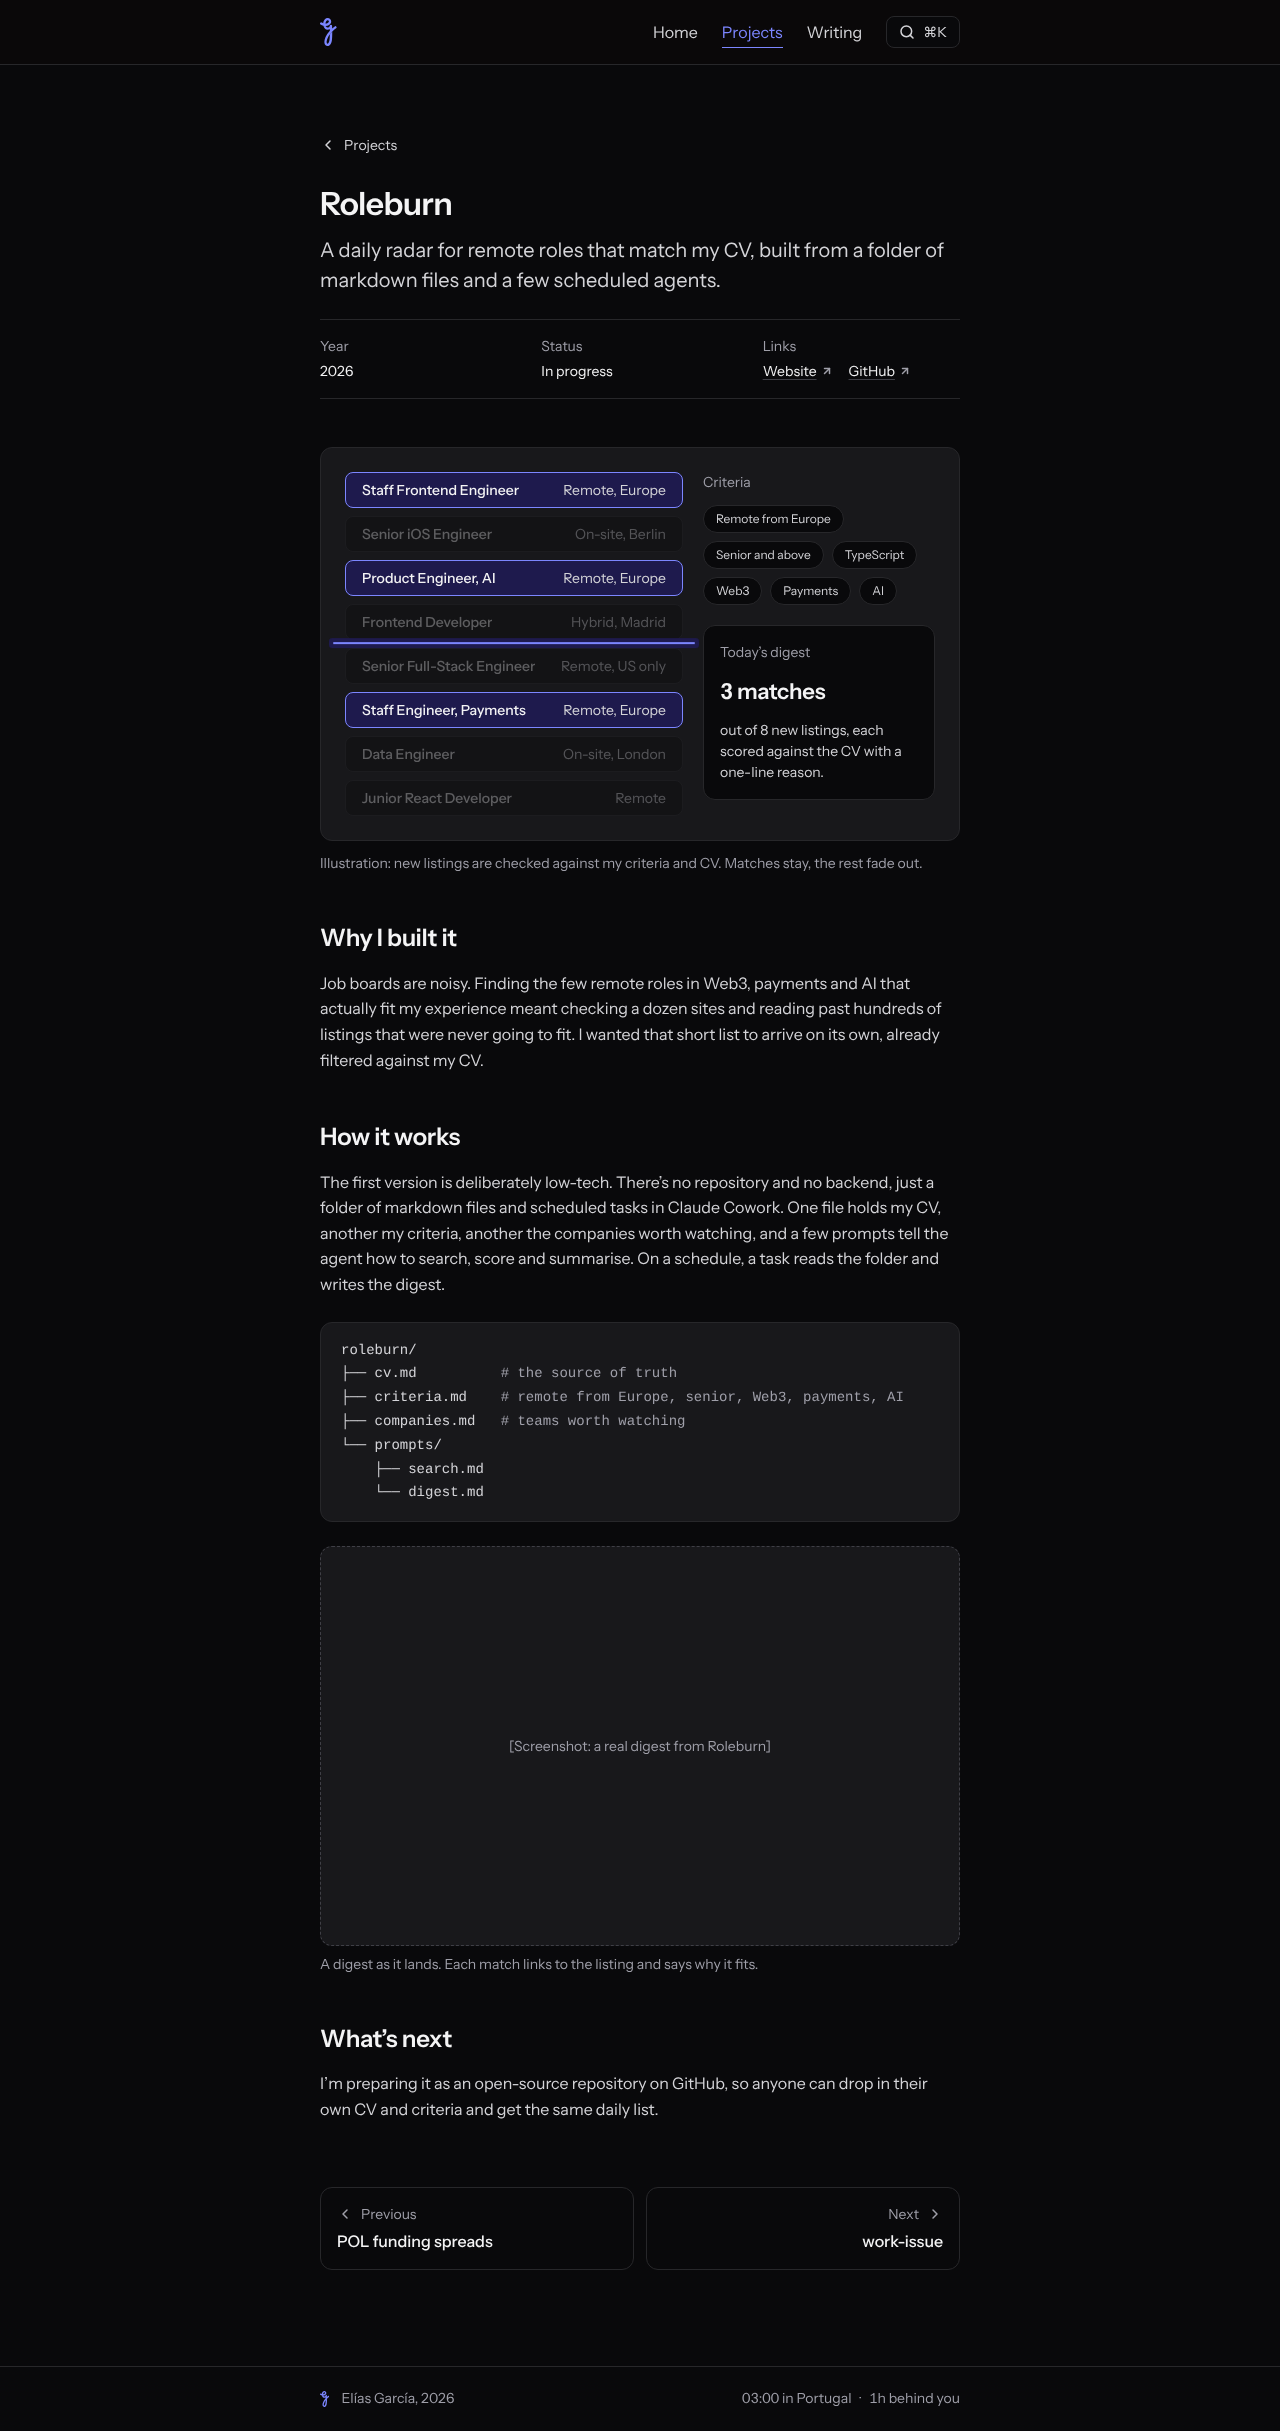 Home Projects Writing ⌘K
Projects
Roleburn
A daily radar for remote roles that match my CV, built from a folder of
markdown files and a few scheduled agents.
Year Status Links
2026 In progress Website GitHub
Staff Frontend Engineer Remote, Europe
Senior iOS Engineer On-site, Berlin
Product Engineer, AI Remote, Europe
Frontend Developer Hybrid, Madrid
Senior Full-Stack Engineer Remote, US only
Staff Engineer, Payments Remote, Europe
Data Engineer On-site, London
Junior React Developer Remote
Criteria
Remote from Europe
Senior and above TypeScript
Web3 Payments AI
Today’s digest
3 matches
out of 8 new listings, each
scored against the CV with a
one-line reason.
Illustration: new listings are checked against my criteria and CV. Matches stay, the rest fade out.
Why I built it
Job boards are noisy. Finding the few remote roles in Web3, payments and AI that
actually fit my experience meant checking a dozen sites and reading past hundreds of
listings that were never going to fit. I wanted that short list to arrive on its own, already
filtered against my CV.
How it works
The first version is deliberately low-tech. There’s no repository and no backend, just a
folder of markdown files and scheduled tasks in Claude Cowork. One file holds my CV,
another my criteria, another the companies worth watching, and a few prompts tell the
agent how to search, score and summarise. On a schedule, a task reads the folder and
writes the digest.
roleburn/
├── cv.md          # the source of truth
├── criteria.md    # remote from Europe, senior, Web3, payments, AI
├── companies.md   # teams worth watching
└── prompts/
    ├── search.md
    └── digest.md
[Screenshot: a real digest from Roleburn]
A digest as it lands. Each match links to the listing and says why it fits.
What’s next
I’m preparing it as an open-source repository on GitHub, so anyone can drop in their
own CV and criteria and get the same daily list.
Previous
POL funding spreads
Next
work-issue
Elías García, 2026
03:00 in Portugal · 1h behind you